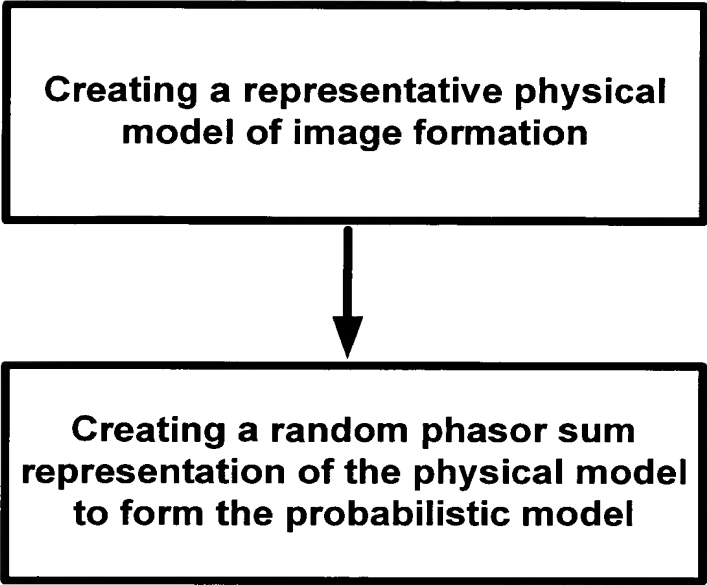 Creating a representative physical
model of image formation
Creating a random phasor sum
representation of the physical model
to form the probabilistic model